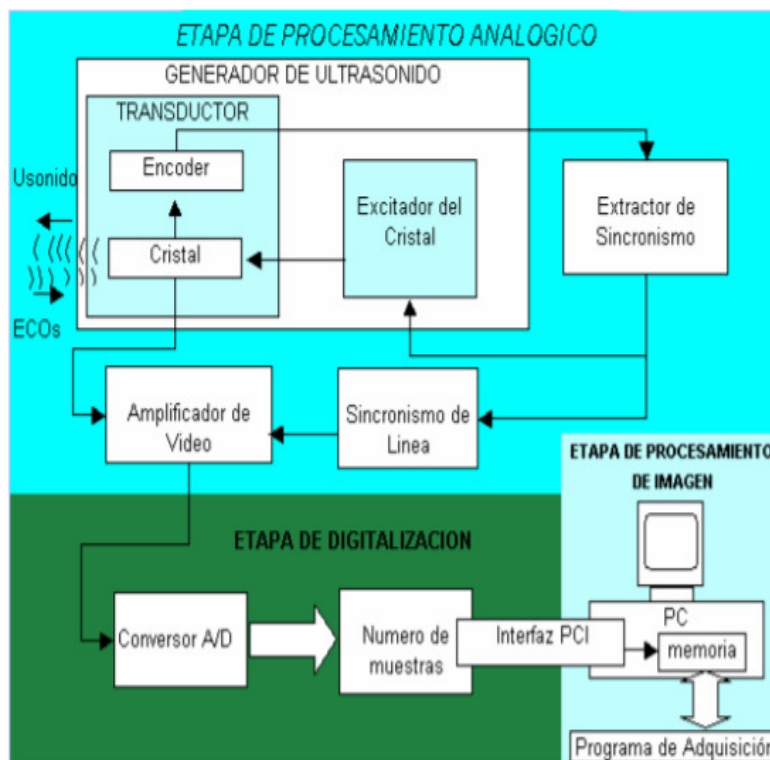 ETAPA DE PROCESAMIENTO ANALOGICO
GENERADOR DE ULTRASONIDO
TRANSDUCTOR
Encoder
Usonido
Cristal
ECOs
Excitador del
Cristal
Extractor de
Sincronismo
Amplificador de
Video
Sincronismo de
Linea
ETAPA DE PROCESAMIENTO
DE IMAGEN
ETAPA DE DIGITALIZACION
Conversor A/D
Numero de
muestras
Interfaz PCI
PC
memoria
Programa de Adquisición